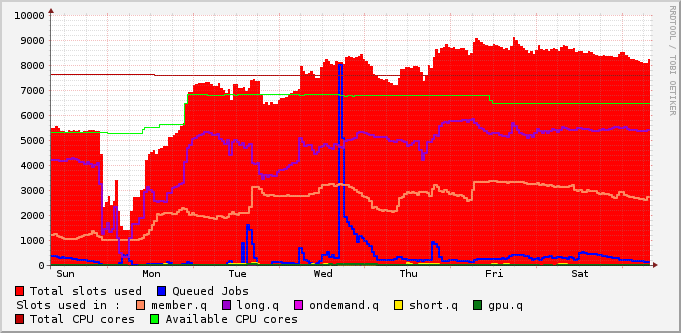 10000
9000
8000
7000
6000
5000
4000
3000
2000
1000
0
Sun Mon Tue Wed Thu Fri Sat
Total slots used Queued Jobs
Slots used in : member.q long.q ondemand.q short.q gpu.q
Total CPU cores Available CPU cores
RRDTOOL / TOBI OETIKER